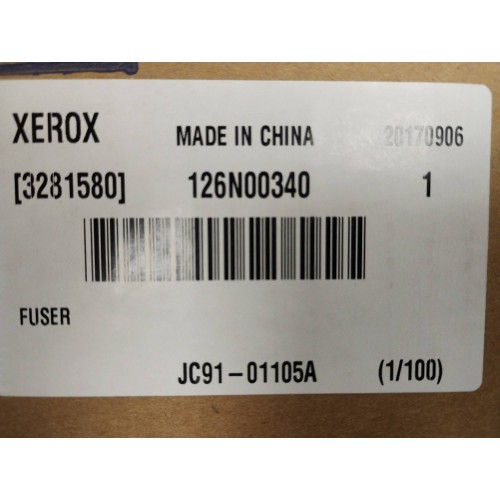 XEROX MADE IN CHINA 20170906
[3281580] 126N00340 1
FUSER
JC91-01105A (1/100)